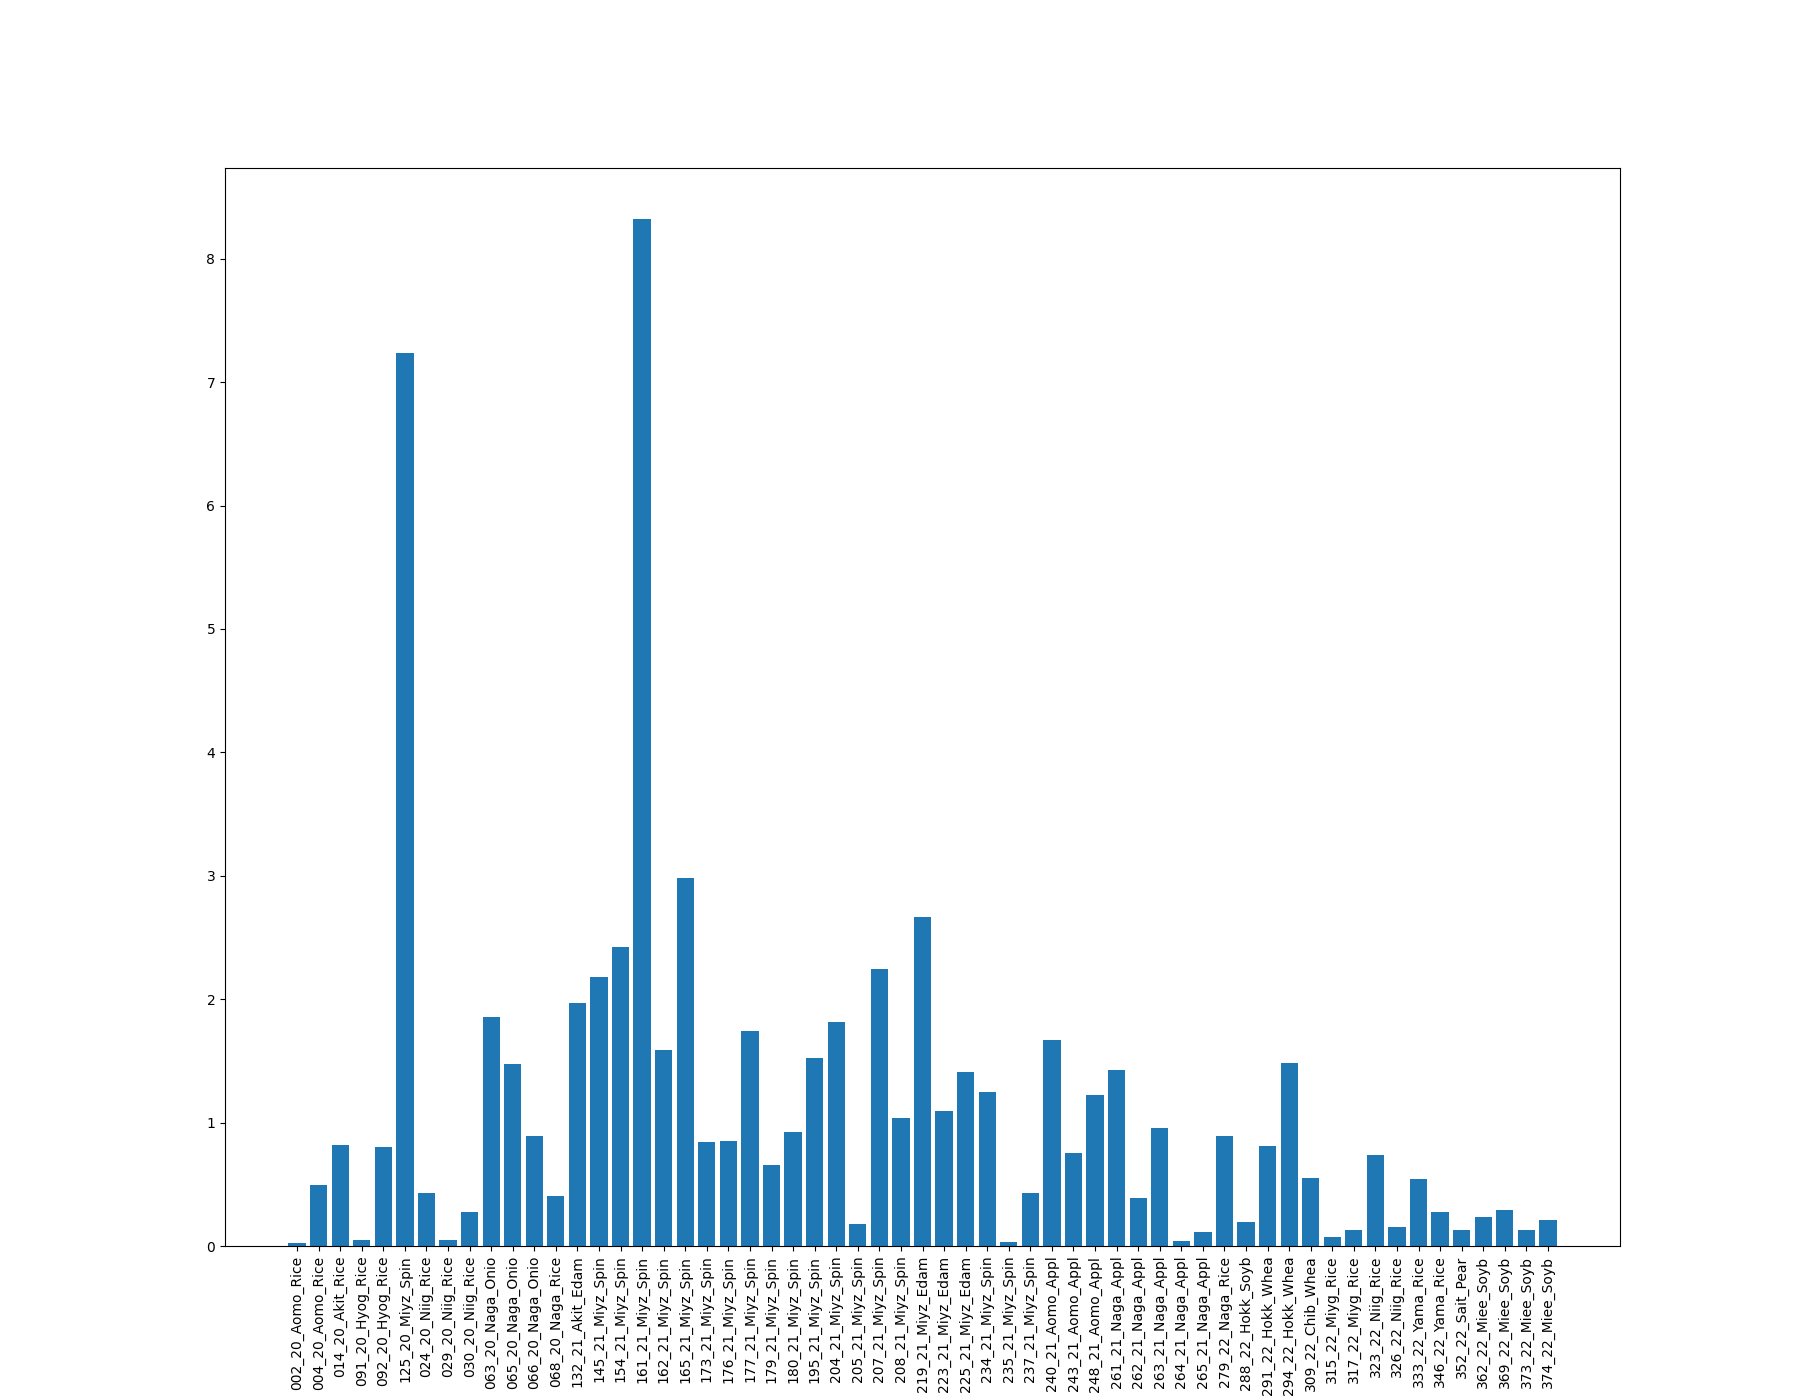 8
7
6
5
4
3
2
1
0
002_20_Aomo_Rice
004_20_Aomo_Rice
014_20_Akit_Rice
091_20_Hyog_Rice
092_20_Hyog_Rice
125_20_Miyz_Spin
024_20_Niig_Rice
029_20_Niig_Rice
030_20_Niig_Rice
063_20_Naga_Onio
065_20_Naga_Onio
066_20_Naga_Onio
068_20_Naga_Rice
132_21_Akit_Edam
145_21_Miyz_Spin
154_21_Miyz_Spin
161_21_Miyz_Spin
162_21_Miyz_Spin
165_21_Miyz_Spin
173_21_Miyz_Spin
176_21_Miyz_Spin
177_21_Miyz_Spin
179_21_Miyz_Spin
180_21_Miyz_Spin
195_21_Miyz_Spin
204_21_Miyz_Spin
205_21_Miyz_Spin
207_21_Miyz_Spin
208_21_Miyz_Spin
219_21_Miyz_Edam
223_21_Miyz_Edam
225_21_Miyz_Edam
234_21_Miyz_Spin
235_21_Miyz_Spin
237_21_Miyz_Spin
240_21_Aomo_Appl
243_21_Aomo_Appl
248_21_Aomo_Appl
261_21_Naga_Appl
262_21_Naga_Appl
263_21_Naga_Appl
264_21_Naga_Appl
265_21_Naga_Appl
279_22_Naga_Rice
288_22_Hokk_Soyb
291_22_Hokk_Whea
294_22_Hokk_Whea
309_22_Chib_Whea
315_22_Miyg_Rice
317_22_Miyg_Rice
323_22_Niig_Rice
326_22_Niig_Rice
333_22_Yama_Rice
346_22_Yama_Rice
352_22_Sait_Pear
362_22_Miee_Soyb
369_22_Miee_Soyb
373_22_Miee_Soyb
374_22_Miee_Soyb